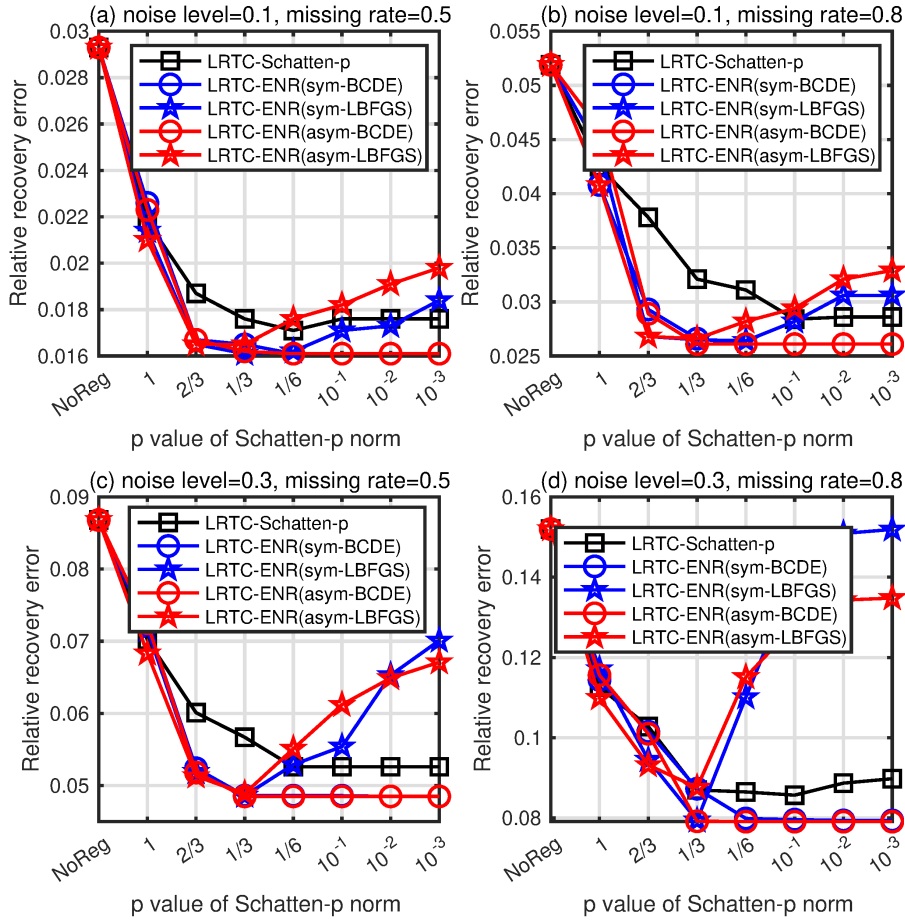 (a) noise level=0.1, missing rate=0.5
Relative recovery error
0.03
0.028
0.026
0.024
0.022
0.02
0.018
0.016
LRTC-Schatten-p
LRTC-ENR(sym-BCDE)
LRTC-ENR(sym-LBFGS)
LRTC-ENR(asym-BCDE)
LRTC-ENR(asym-LBFGS)
NoReg 1 2/3 1/3 1/6 10^-1 10^-2 10^-3
p value of Schatten-p norm
(b) noise level=0.1, missing rate=0.8
Relative recovery error
0.055
0.05
0.045
0.04
0.035
0.03
0.025
LRTC-Schatten-p
LRTC-ENR(sym-BCDE)
LRTC-ENR(sym-LBFGS)
LRTC-ENR(asym-BCDE)
LRTC-ENR(asym-LBFGS)
NoReg 1 2/3 1/3 1/6 10^-1 10^-2 10^-3
p value of Schatten-p norm
(c) noise level=0.3, missing rate=0.5
Relative recovery error
0.09
0.08
0.07
0.06
0.05
LRTC-Schatten-p
LRTC-ENR(sym-BCDE)
LRTC-ENR(sym-LBFGS)
LRTC-ENR(asym-BCDE)
LRTC-ENR(asym-LBFGS)
NoReg 1 2/3 1/3 1/6 10^-1 10^-2 10^-3
p value of Schatten-p norm
(d) noise level=0.3, missing rate=0.8
Relative recovery error
0.16
0.14
0.12
0.1
0.08
LRTC-Schatten-p
LRTC-ENR(sym-BCDE)
LRTC-ENR(sym-LBFGS)
LRTC-ENR(asym-BCDE)
LRTC-ENR(asym-LBFGS)
NoReg 1 2/3 1/3 1/6 10^-1 10^-2 10^-3
p value of Schatten-p norm